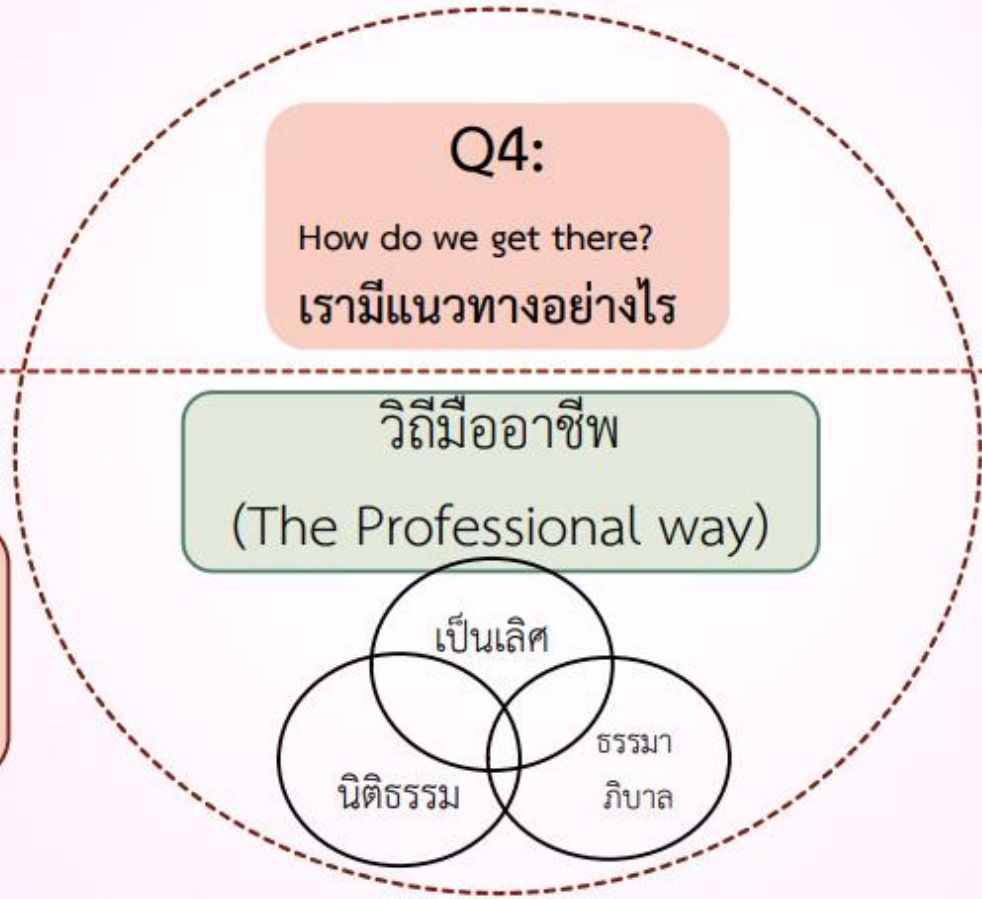 Q4:
How do we get there?
เรามีแนวทางอย่างไร
วิถีมืออาชีพ
(The Professional way)
เป็นเลิศ
นิติธรรม
ธรรมา
ภิบาล